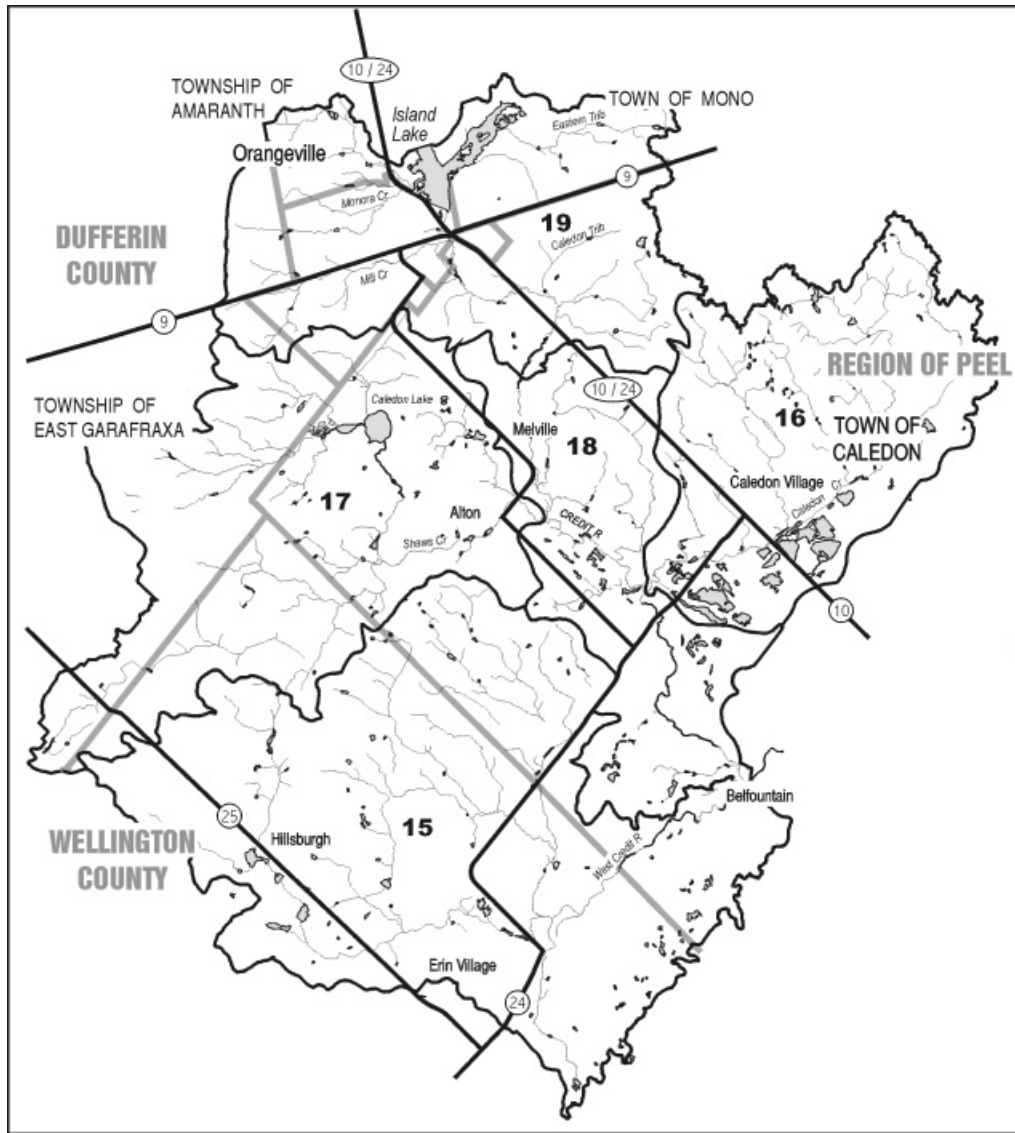 10 / 24
TOWNSHIP OF
AMARANTH
Island
Lake
TOWN OF MONO
Eastern Trib
Orangeville
Monora Cr
9
19
Caledon Trib
DUFFERIN
COUNTY
Mill Cr
9
10 / 24
REGION OF PEEL
16
TOWN OF
CALEDON
TOWNSHIP OF
EAST GARAFRAXA
Caledon Lake
Melville
18
Caledon Village
Caledon Cr
17
Alton
CREDIT R
Shaws Cr
10
Belfountain
25
15
WELLINGTON
COUNTY
Hillsburgh
West Credit R
Erin Village
24